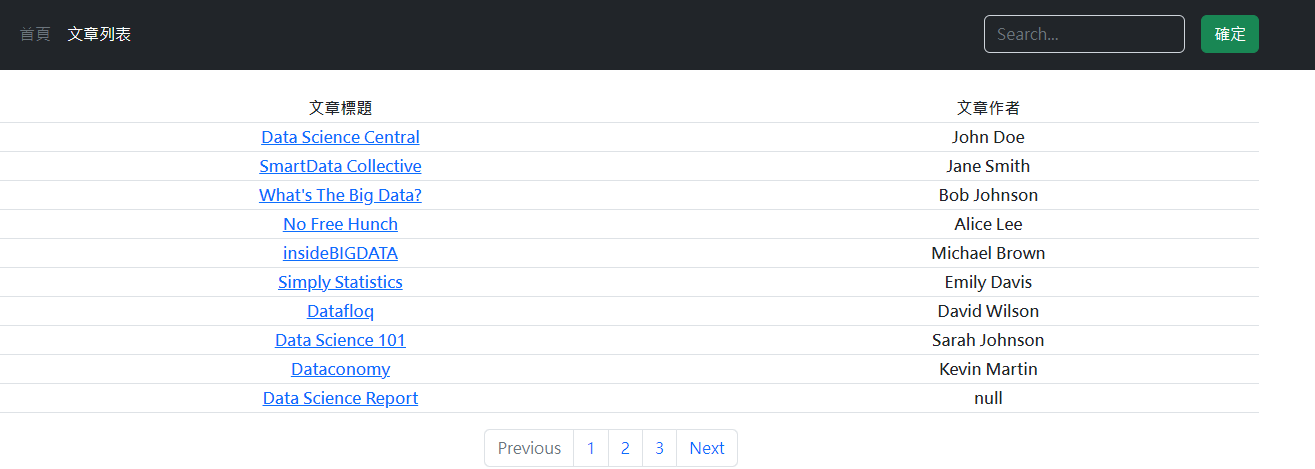 首頁 文章列表 Search... 確定
文章標題 文章作者
Data Science Central John Doe
SmartData Collective Jane Smith
What's The Big Data? Bob Johnson
No Free Hunch Alice Lee
insideBIGDATA Michael Brown
Simply Statistics Emily Davis
Datafloq David Wilson
Data Science 101 Sarah Johnson
Dataconomy Kevin Martin
Data Science Report null
Previous 1 2 3 Next